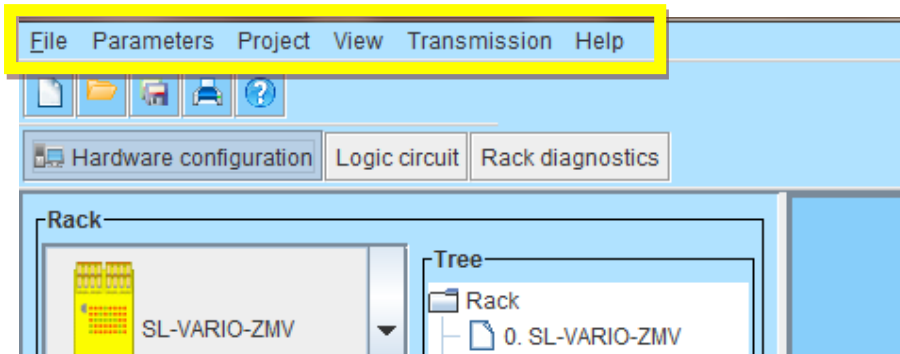 File Parameters Project View Transmission Help
Hardware configuration Logic circuit Rack diagnostics
Rack
SL-VARIO-ZMV
Tree
Rack
0. SL-VARIO-ZMV